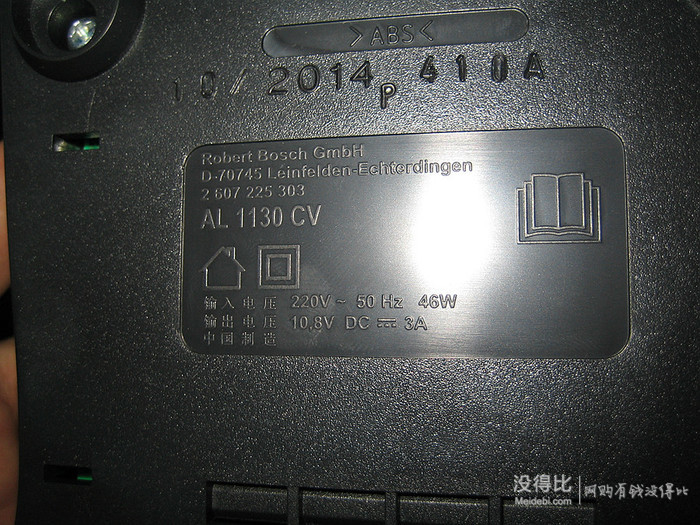 >ABS<
10/2014 P 410A
Robert Bosch GmbH
D-70745 Leinfelden-Echterdingen
2 607 225 303
AL 1130 CV
输入电压 220V ~ 50 Hz 46W
输出电压 10,8V DC ⎓ 3A
中国制造
没得比 网购有钱没得比
Meidebi.com